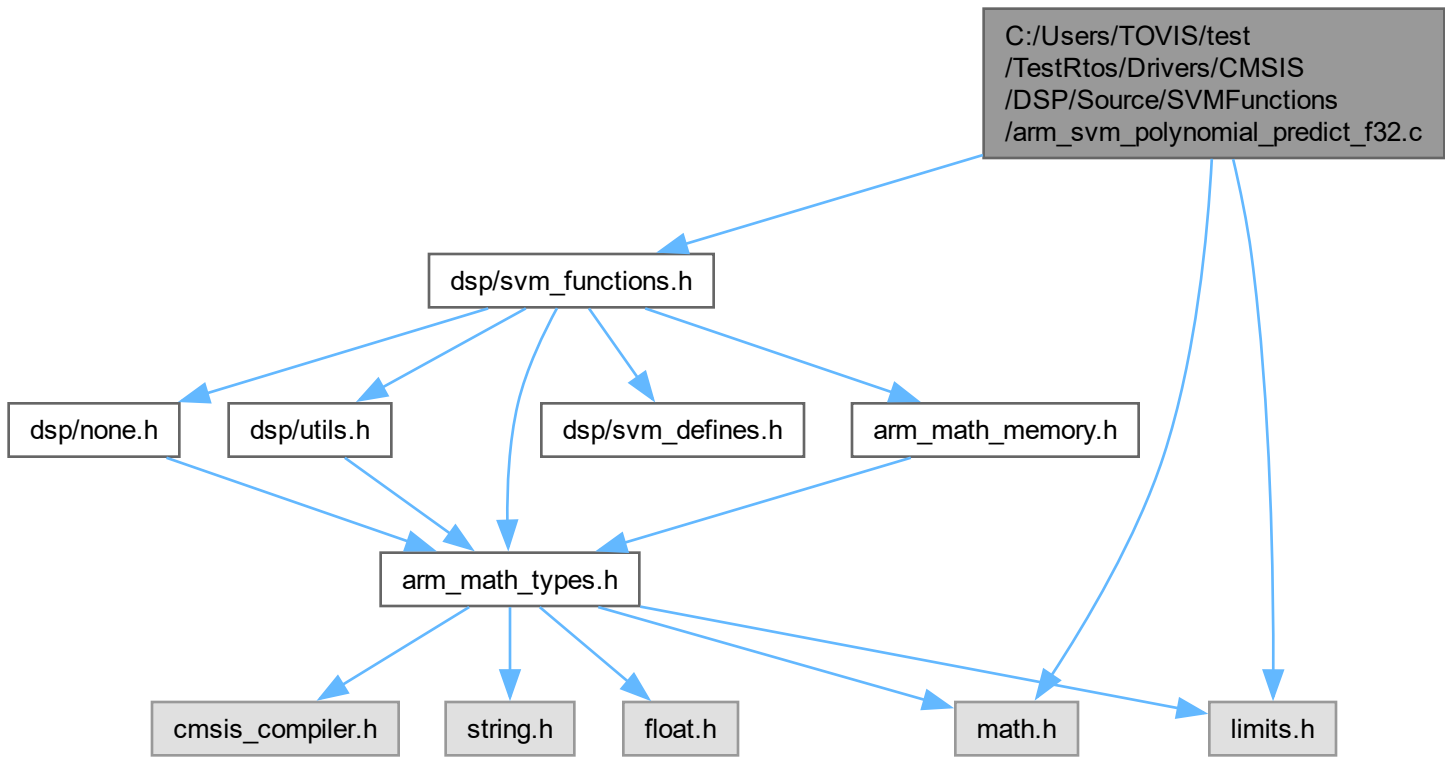 C:/Users/TOVIS/test
/TestRtos/Drivers/CMSIS
/DSP/Source/SVMFunctions
/arm_svm_polynomial_predict_f32.c
dsp/svm_functions.h
dsp/none.h
dsp/utils.h
dsp/svm_defines.h
arm_math_memory.h
arm_math_types.h
cmsis_compiler.h
string.h
float.h
math.h
limits.h